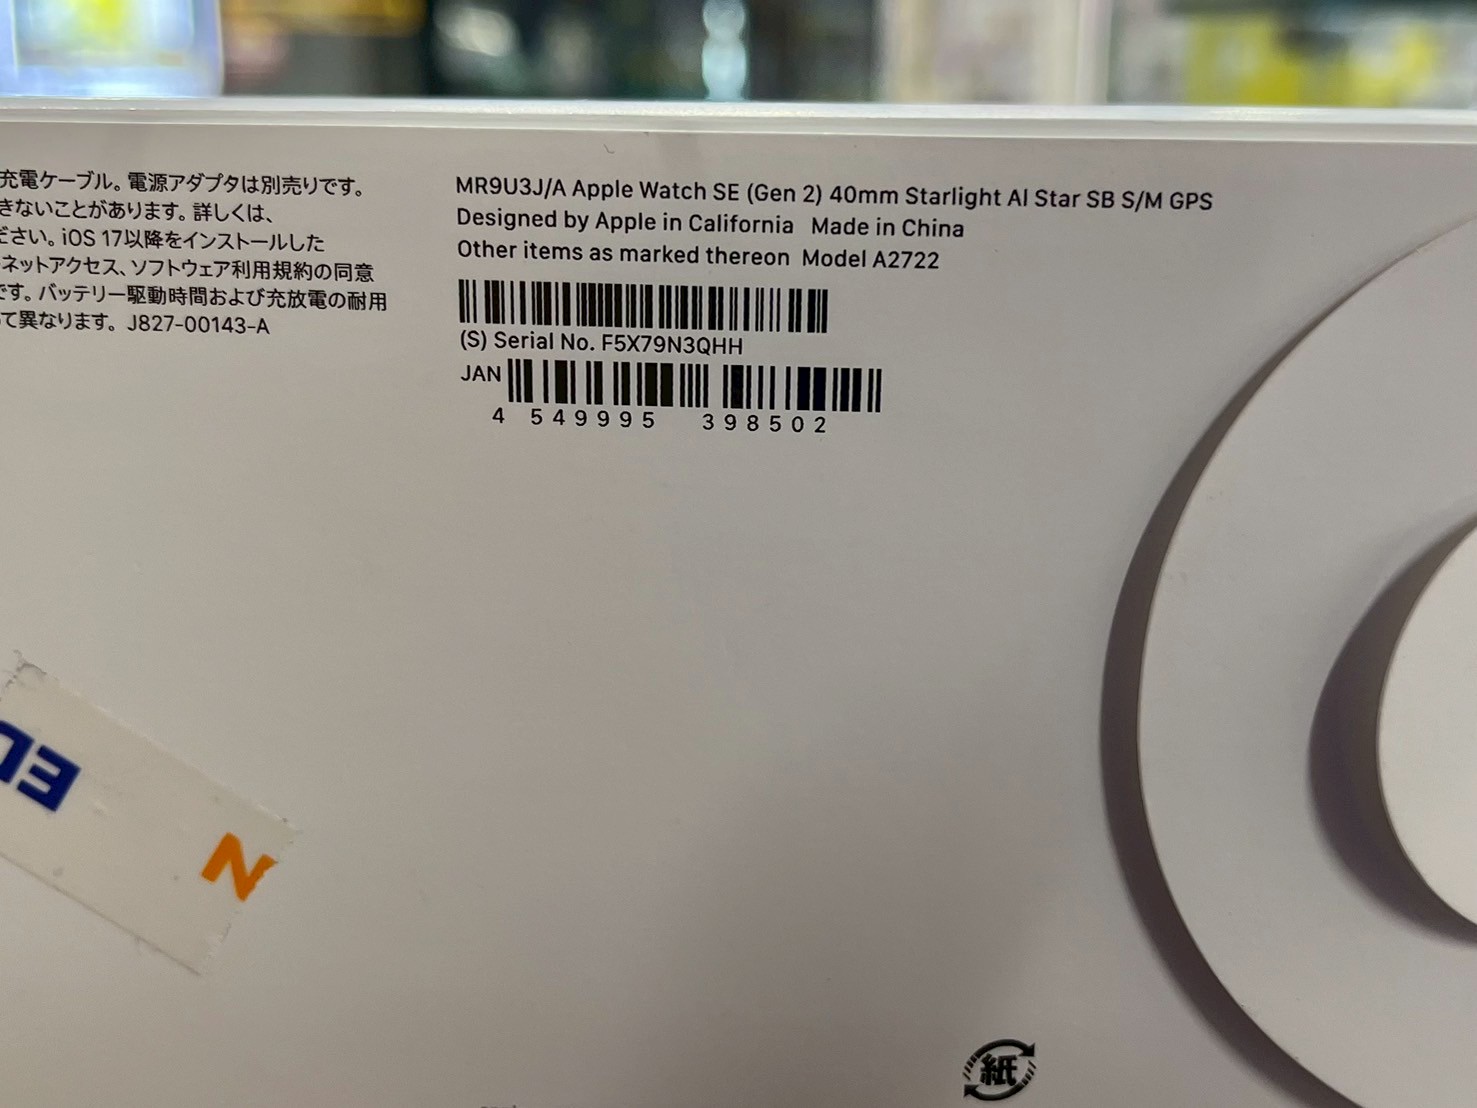 充電ケーブル。電源アダプタは別売りです。
きないことがあります。詳しくは、
ださい。iOS 17以降をインストールした
ネットアクセス、ソフトウェア利用規約の同意
です。バッテリー駆動時間および充放電の耐用
て異なります。 J827-00143-A
MR9U3J/A Apple Watch SE (Gen 2) 40mm Starlight Al Star SB S/M GPS
Designed by Apple in California Made in China
Other items as marked thereon Model A2722
(S) Serial No. F5X79N3QHH
JAN
4 549995 398502
N
紙